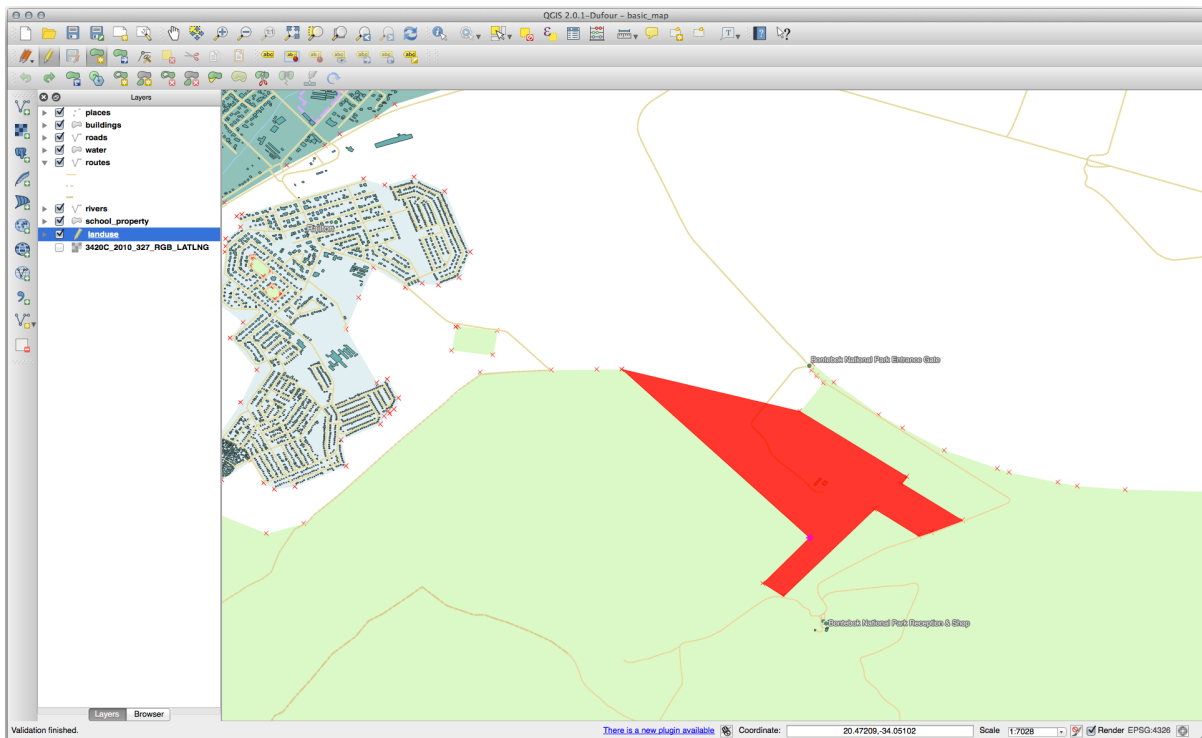 QGIS 2.0.1-Dufour - basic_map
Layers
places
buildings
roads
water
routes
rivers
school_property
landuse
3420C_2010_327_RGB_LATLNG
Railton
Bontebok National Park Entrance Gate
Bontebok National Park Reception & Shop
Layers
Browser
Validation finished.
There is a new plugin available
Coordinate:
20.47209,-34.05102
Scale
1:7028
Render
EPSG:4326